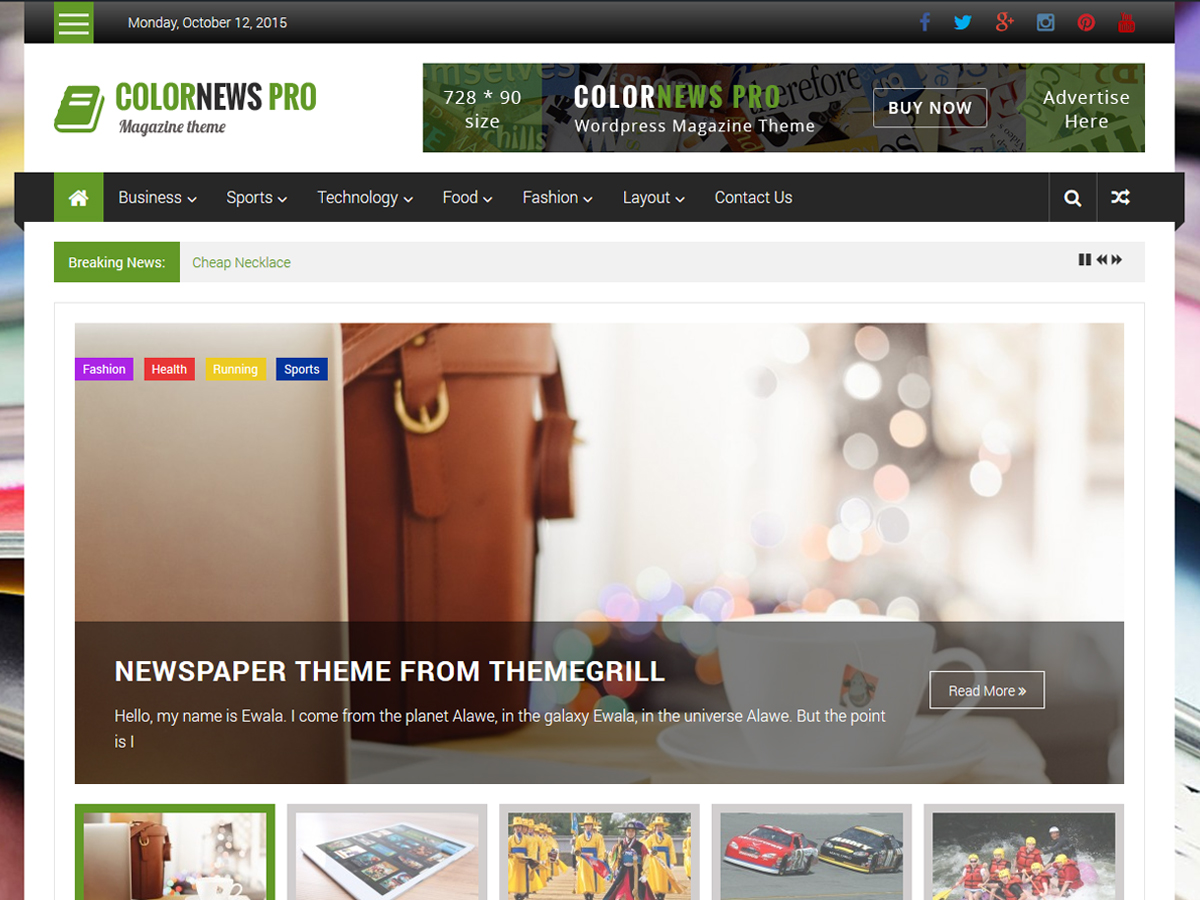 Monday, October 12, 2015
COLORNEWS PRO
Magazine theme
728 * 90
size
COLORNEWS PRO
Wordpress Magazine Theme
BUY NOW
Advertise
Here
Business
Sports
Technology
Food
Fashion
Layout
Contact Us
Breaking News:
Cheap Necklace
Fashion
Health
Running
Sports
NEWSPAPER THEME FROM THEMEGRILL
Hello, my name is Ewala. I come from the planet Alawe, in the galaxy Ewala, in the universe Alawe. But the point
is I
Read More »